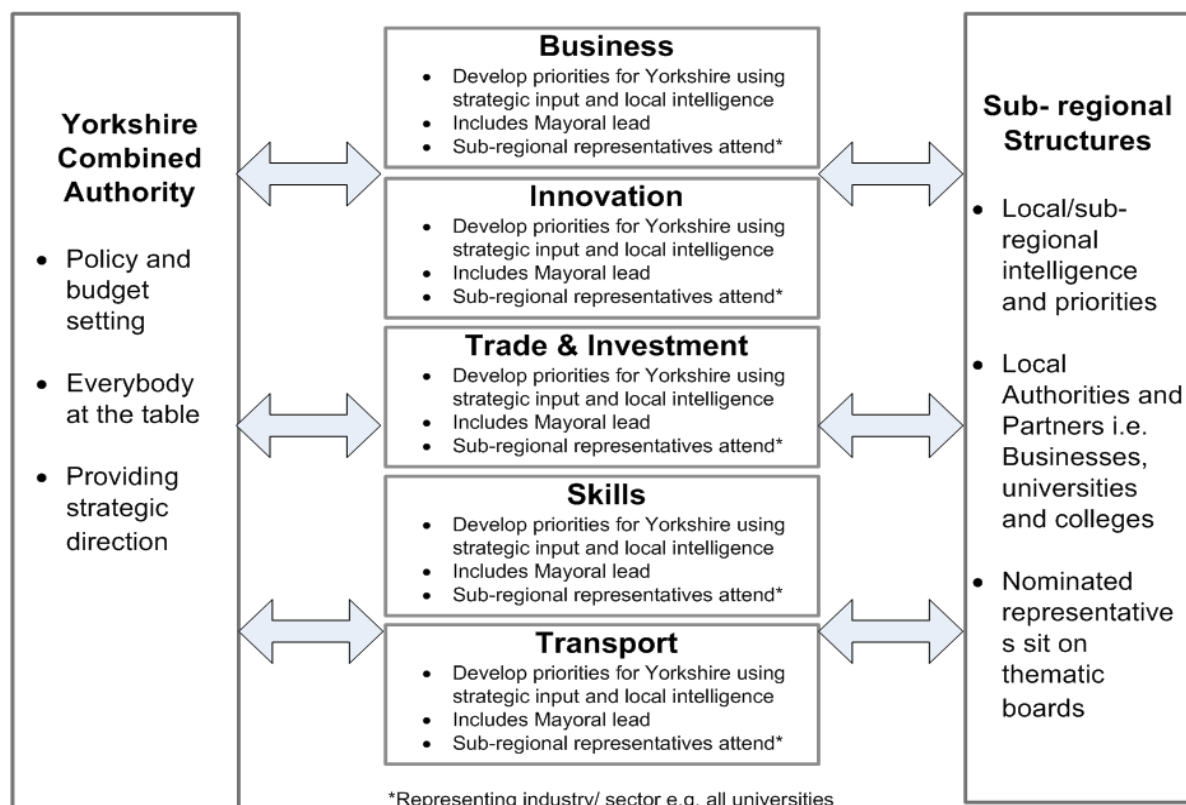 Yorkshire
Combined
Authority
• Policy and
budget
setting
• Everybody
at the table
• Providing
strategic
direction
Business
• Develop priorities for Yorkshire using
strategic input and local intelligence
• Includes Mayoral lead
• Sub-regional representatives attend*
Innovation
• Develop priorities for Yorkshire using
strategic input and local intelligence
• Includes Mayoral lead
• Sub-regional representatives attend*
Trade & Investment
• Develop priorities for Yorkshire using
strategic input and local intelligence
• Includes Mayoral lead
• Sub-regional representatives attend*
Skills
• Develop priorities for Yorkshire using
strategic input and local intelligence
• Includes Mayoral lead
• Sub-regional representatives attend*
Transport
• Develop priorities for Yorkshire using
strategic input and local intelligence
• Includes Mayoral lead
• Sub-regional representatives attend*
*Representing industry/ sector e.g. all universities
Sub- regional
Structures
• Local/sub-
regional
intelligence
and priorities
• Local
Authorities and
Partners i.e.
Businesses,
universities
and colleges
• Nominated
representative
s sit on
thematic
boards